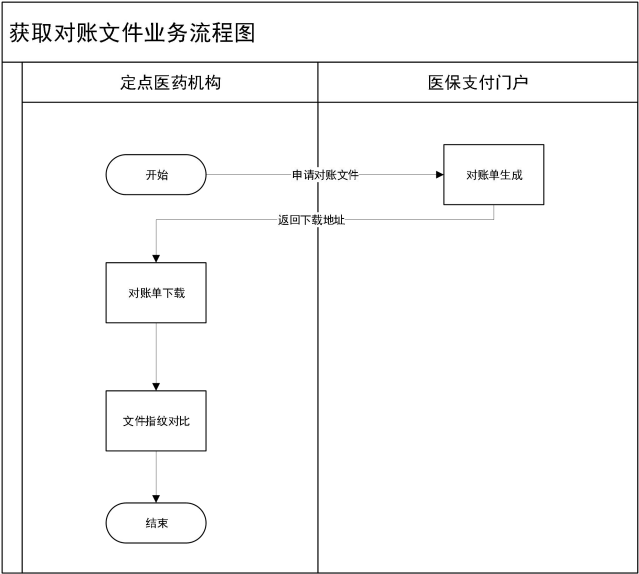 获取对账文件业务流程图
定点医药机构
医保支付门户
开始
申请对账文件
对账单生成
返回下载地址
对账单下载
文件指纹对比
结束